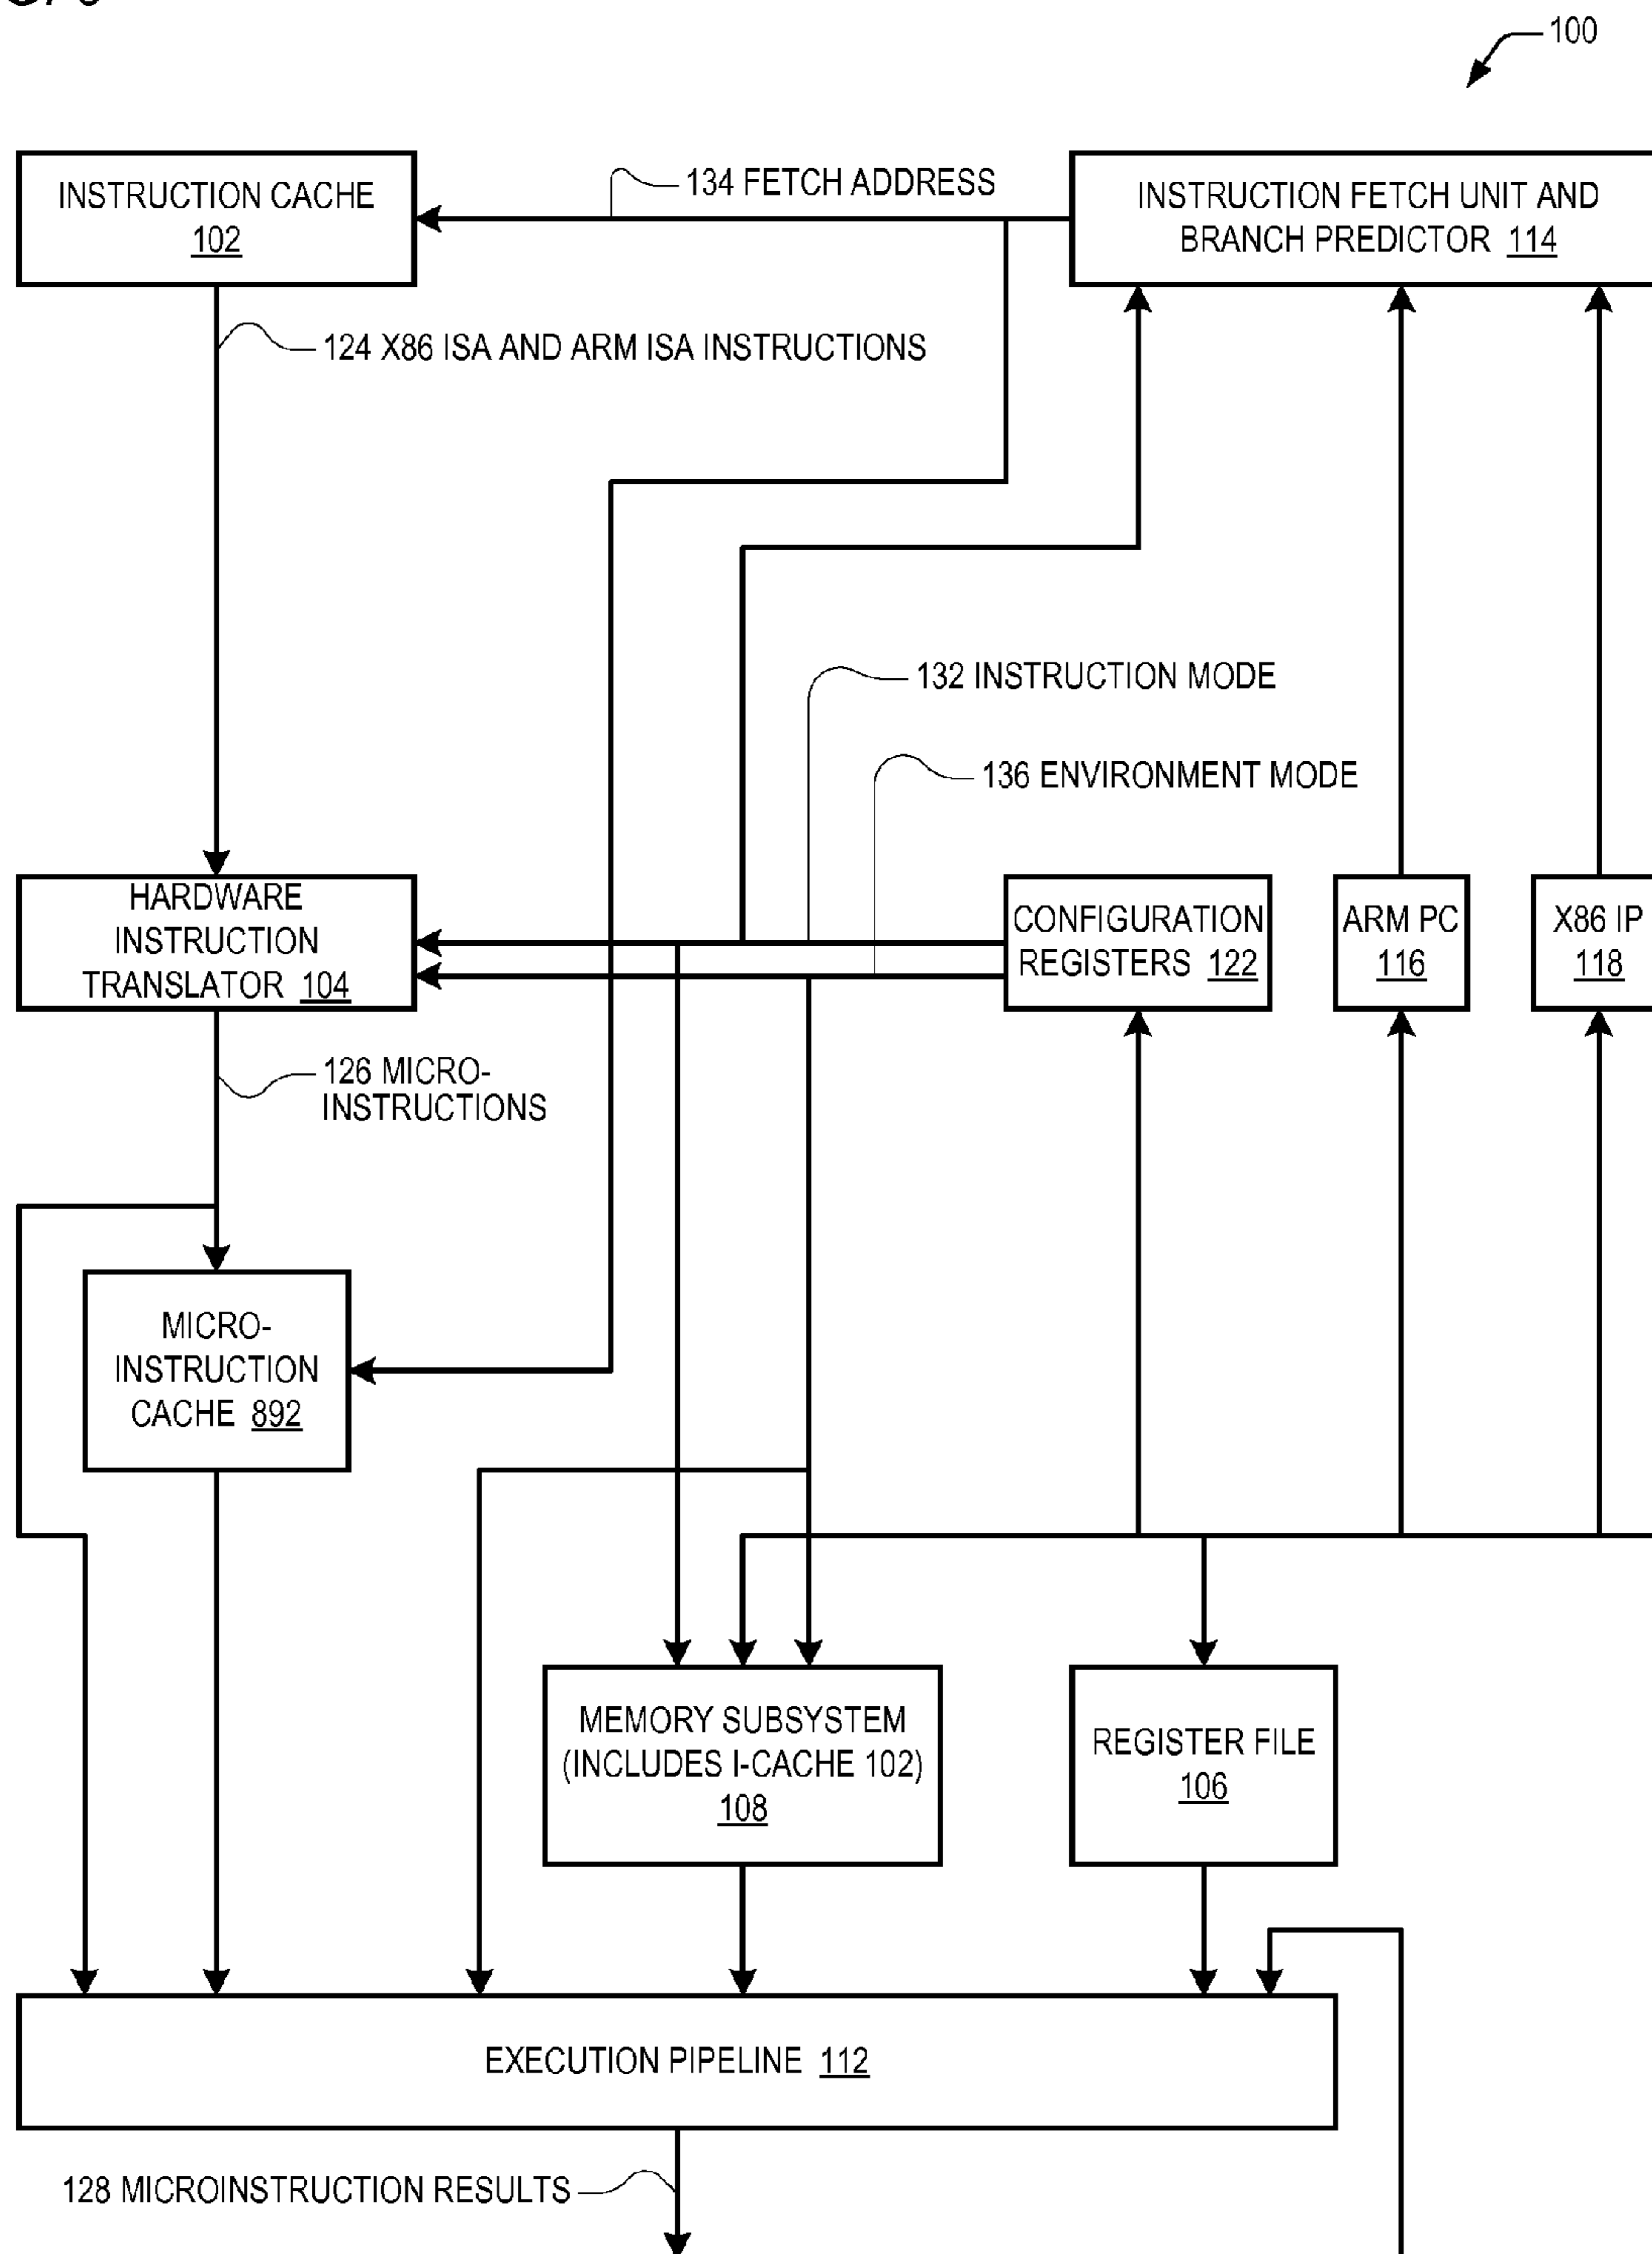 100
INSTRUCTION CACHE
102
134 FETCH ADDRESS
INSTRUCTION FETCH UNIT AND
BRANCH PREDICTOR 114
124 X86 ISA AND ARM ISA INSTRUCTIONS
132 INSTRUCTION MODE
136 ENVIRONMENT MODE
HARDWARE
INSTRUCTION
TRANSLATOR 104
CONFIGURATION
REGISTERS 122
ARM PC
116
X86 IP
118
126 MICRO-
INSTRUCTIONS
MICRO-
INSTRUCTION
CACHE 892
MEMORY SUBSYSTEM
(INCLUDES I-CACHE 102)
108
REGISTER FILE
106
EXECUTION PIPELINE 112
128 MICROINSTRUCTION RESULTS